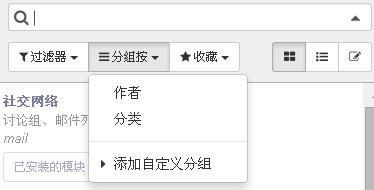 过滤器 分组按 收藏
作者
分类
添加自定义分组
社交网络
讨论组、邮件列
mail
已安装的模块